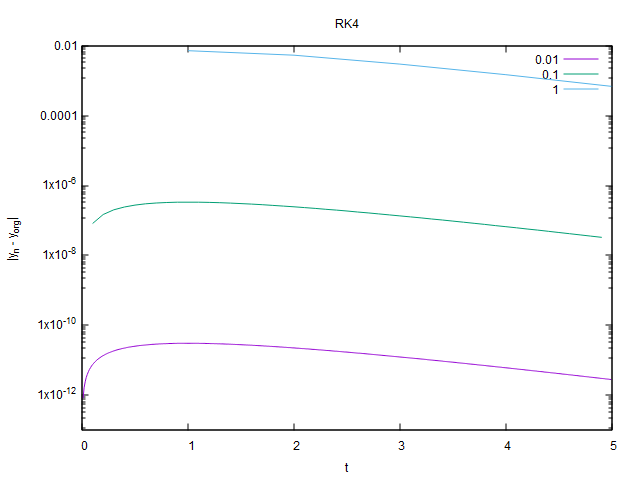 RK4
0.01
0.0001
1x10⁻⁶
1x10⁻⁸
1x10⁻¹⁰
1x10⁻¹²
|yₙ - y_org|
0.01
0.1
1
0 1 2 3 4 5
t